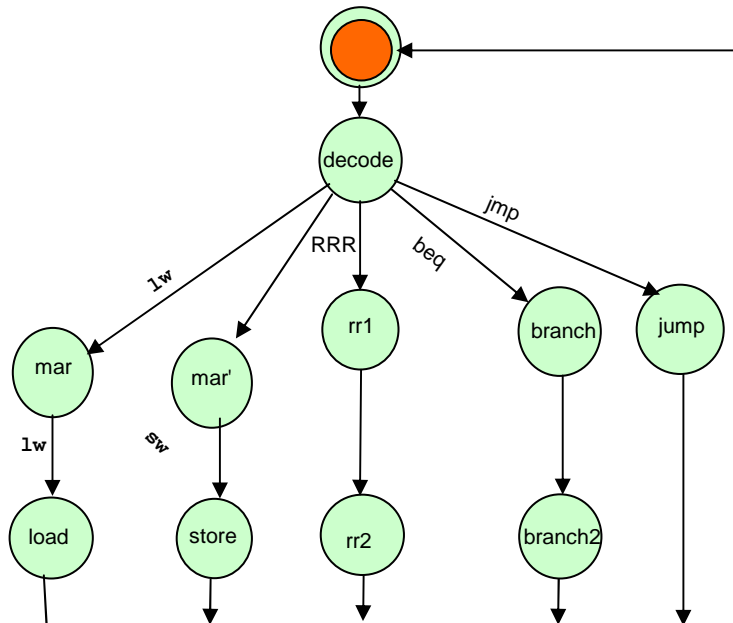 decode
jmp
RRR
beq
lw
rr1
branch
jump
mar
mar'
lw
sw
load
store
rr2
branch2